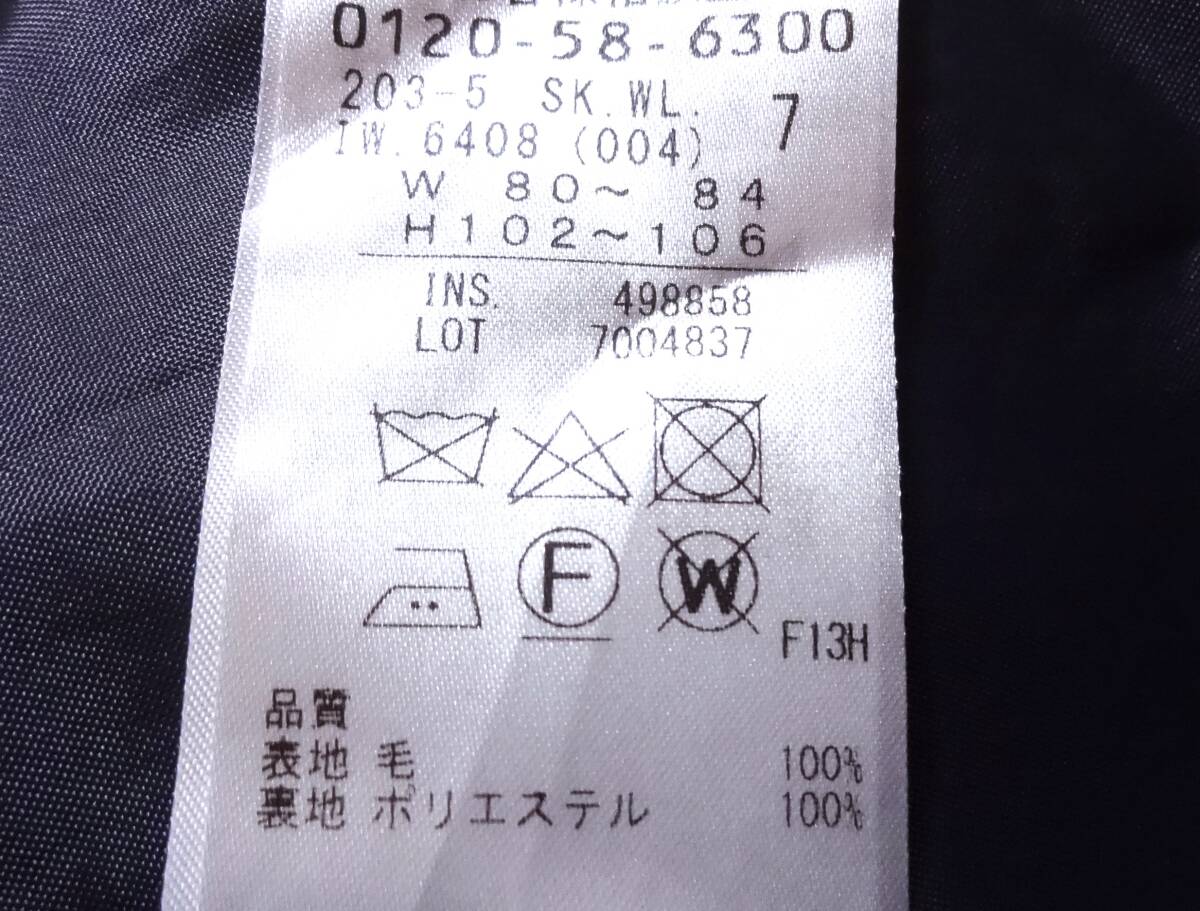 0120-58-6300
203-5 SK.WL. 7
IW.6408 (004)
W 80～ 84
H102～106
INS. 498858
LOT 7004837
F W
F13H
品質
表地 毛 100%
裏地 ポリエステル 100%